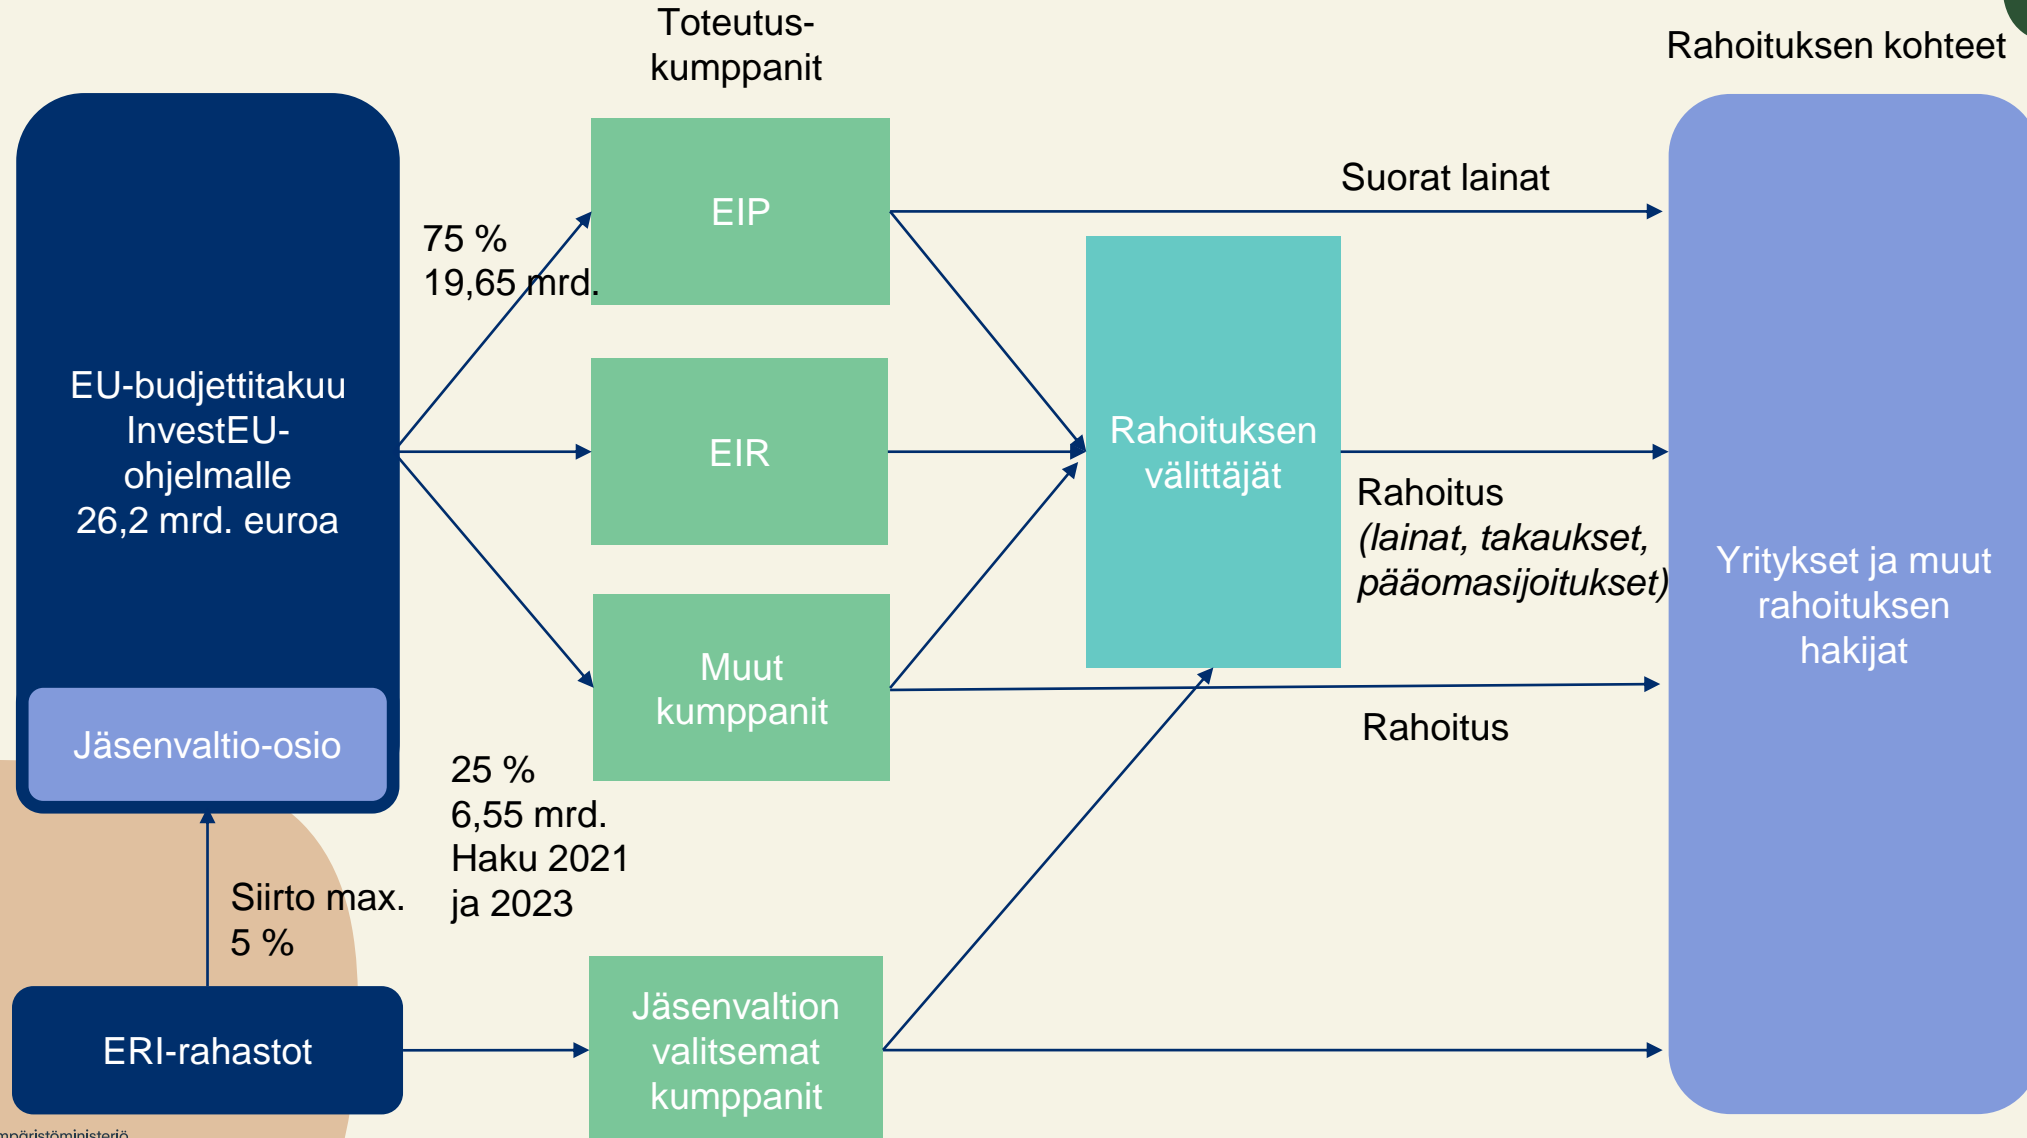 Toteutus-
kumppanit
Rahoituksen kohteet
EU-budjettitakuu
InvestEU-
ohjelmalle
26,2 mrd. euroa
Jäsenvaltio-osio
75 %
19,65 mrd.
EIP
EIR
Muut
kumppanit
25 %
6,55 mrd.
Haku 2021
ja 2023
Siirto max.
5 %
ERI-rahastot
Jäsenvaltion
valitsemat
kumppanit
Rahoituksen
välittäjät
Suorat lainat
Rahoitus
(lainat, takaukset,
pääomasijoitukset)
Rahoitus
Yritykset ja muut
rahoituksen
hakijat